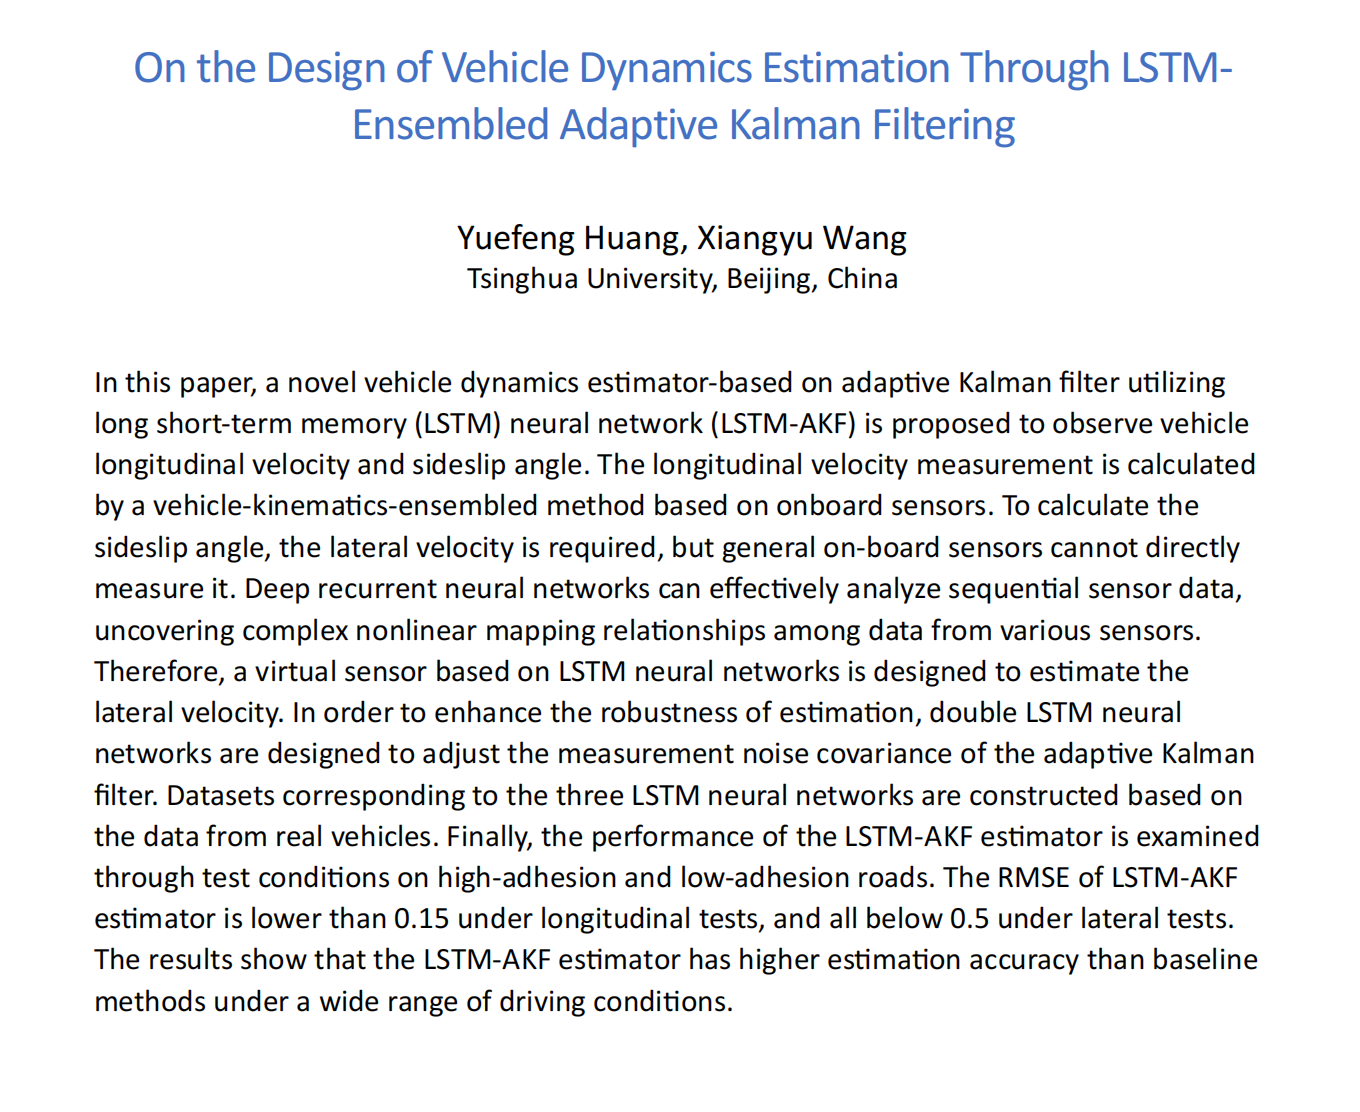 On the Design of Vehicle Dynamics Estimation Through LSTM-
Ensembled Adaptive Kalman Filtering
Yuefeng Huang, Xiangyu Wang
Tsinghua University, Beijing, China
In this paper, a novel vehicle dynamics estimator-based on adaptive Kalman filter utilizing
long short-term memory (LSTM) neural network (LSTM-AKF) is proposed to observe vehicle
longitudinal velocity and sideslip angle. The longitudinal velocity measurement is calculated
by a vehicle-kinematics-ensembled method based on onboard sensors. To calculate the
sideslip angle, the lateral velocity is required, but general on-board sensors cannot directly
measure it. Deep recurrent neural networks can effectively analyze sequential sensor data,
uncovering complex nonlinear mapping relationships among data from various sensors.
Therefore, a virtual sensor based on LSTM neural networks is designed to estimate the
lateral velocity. In order to enhance the robustness of estimation, double LSTM neural
networks are designed to adjust the measurement noise covariance of the adaptive Kalman
filter. Datasets corresponding to the three LSTM neural networks are constructed based on
the data from real vehicles. Finally, the performance of the LSTM-AKF estimator is examined
through test conditions on high-adhesion and low-adhesion roads. The RMSE of LSTM-AKF
estimator is lower than 0.15 under longitudinal tests, and all below 0.5 under lateral tests.
The results show that the LSTM-AKF estimator has higher estimation accuracy than baseline
methods under a wide range of driving conditions.